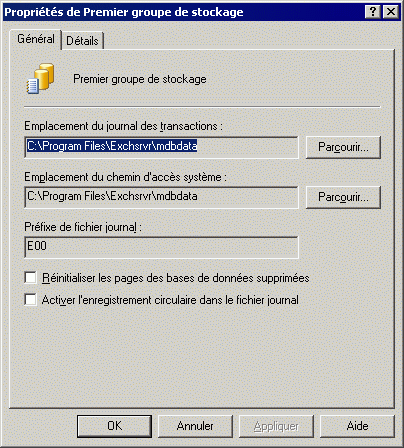 Propriétés de Premier groupe de stockage
Général
Détails
Premier groupe de stockage
Emplacement du journal des transactions :
C:\Program Files\Exchsrvr\mdbdata
Parcourir...
Emplacement du chemin d'accès système :
C:\Program Files\Exchsrvr\mdbdata
Parcourir...
Préfixe de fichier journal :
E00
Réinitialiser les pages des bases de données supprimées
Activer l'enregistrement circulaire dans le fichier journal
OK
Annuler
Appliquer
Aide